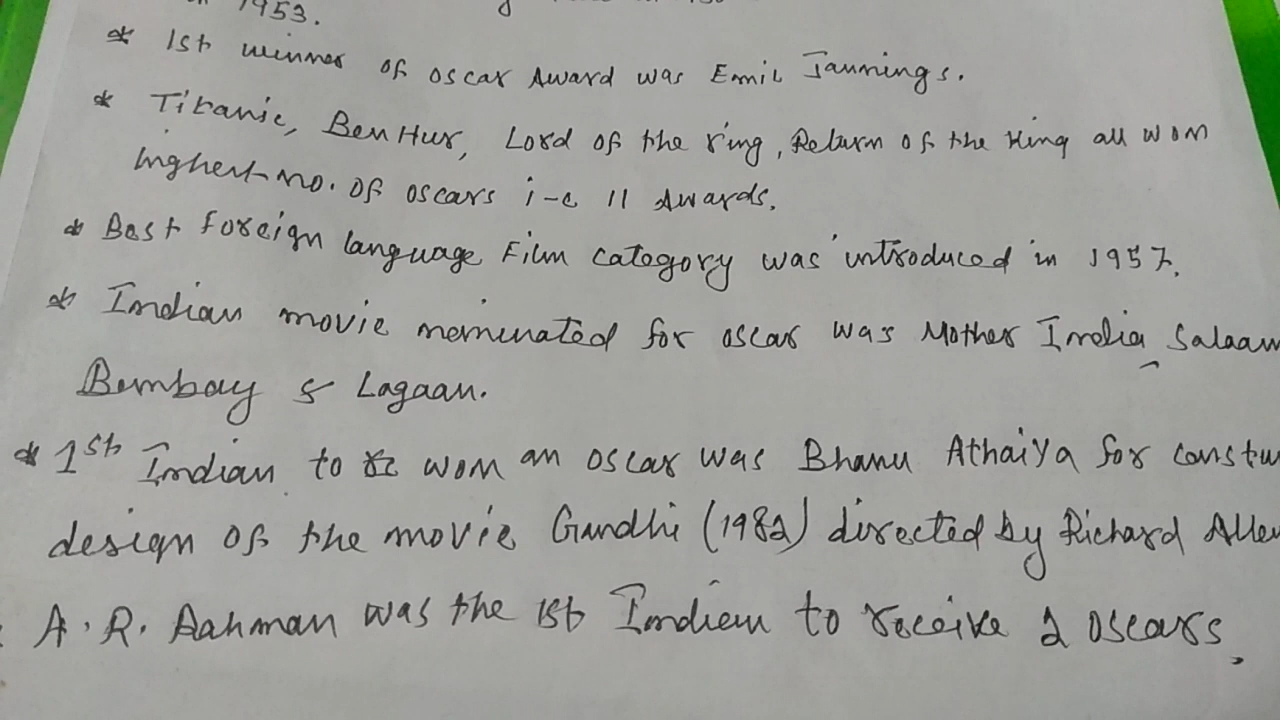 1953.
* 1st winner of oscar Award was Emil Jannings.
* Titanic, Ben Hur, Lord of the ring, Return of the King all won
highest no. of oscars i-e 11 Awards.
* Best foreign language Film category was introduced in 1957.
* Indian movie nominated for oscar was Mother India, Salaam
Bombay & Lagaan.
* 1st Indian to won an oscar was Bhanu Athaiya for
design of the movie Gandhi (1982) directed by Richard
A. R. Rahman was the 1st Indian to receive 2 oscars.